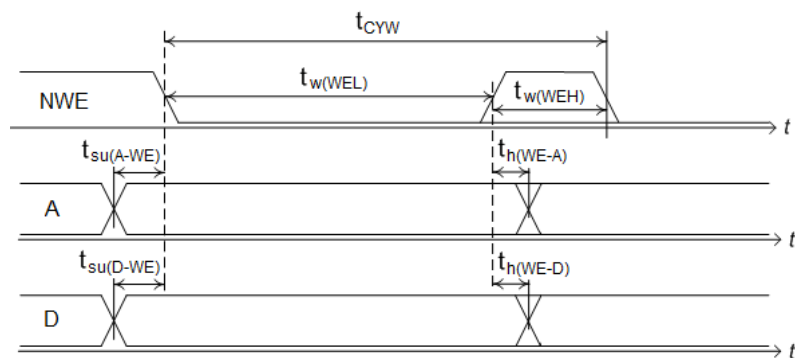 tCYW
tw(WEL)
NWE
tw(WEH)
t
tsu(A-WE)
th(WE-A)
A
t
tsu(D-WE)
th(WE-D)
D
t